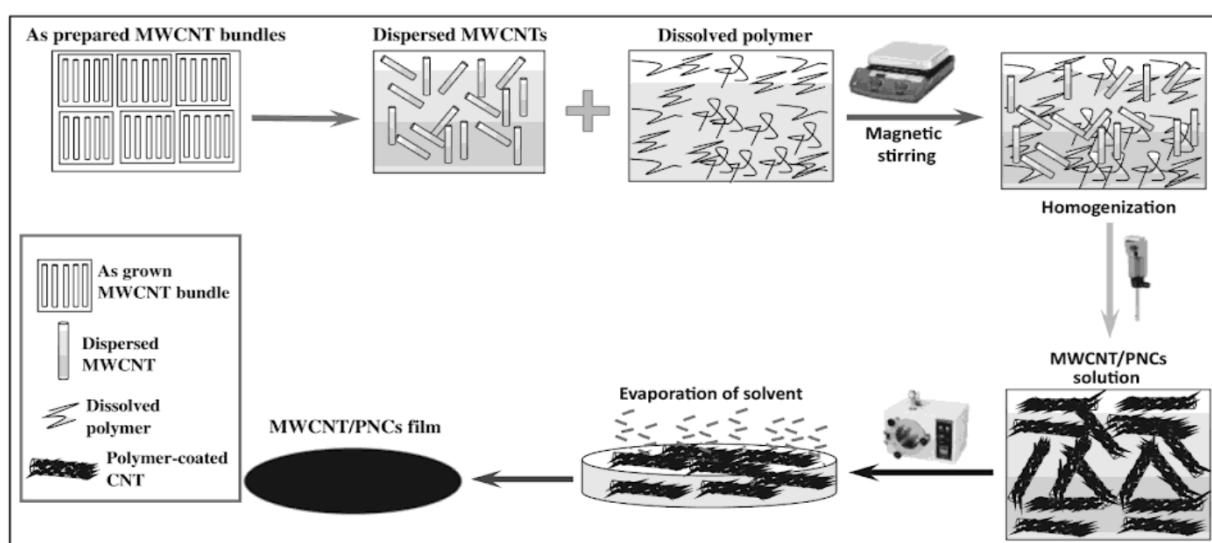 As prepared MWCNT bundles
Dispersed MWCNTs
Dissolved polymer
Magnetic
stirring
Homogenization
MWCNT/PNCs
solution
Evaporation of solvent
MWCNT/PNCs film
As grown
MWCNT bundle
Dispersed
MWCNT
Dissolved
polymer
Polymer-coated
CNT